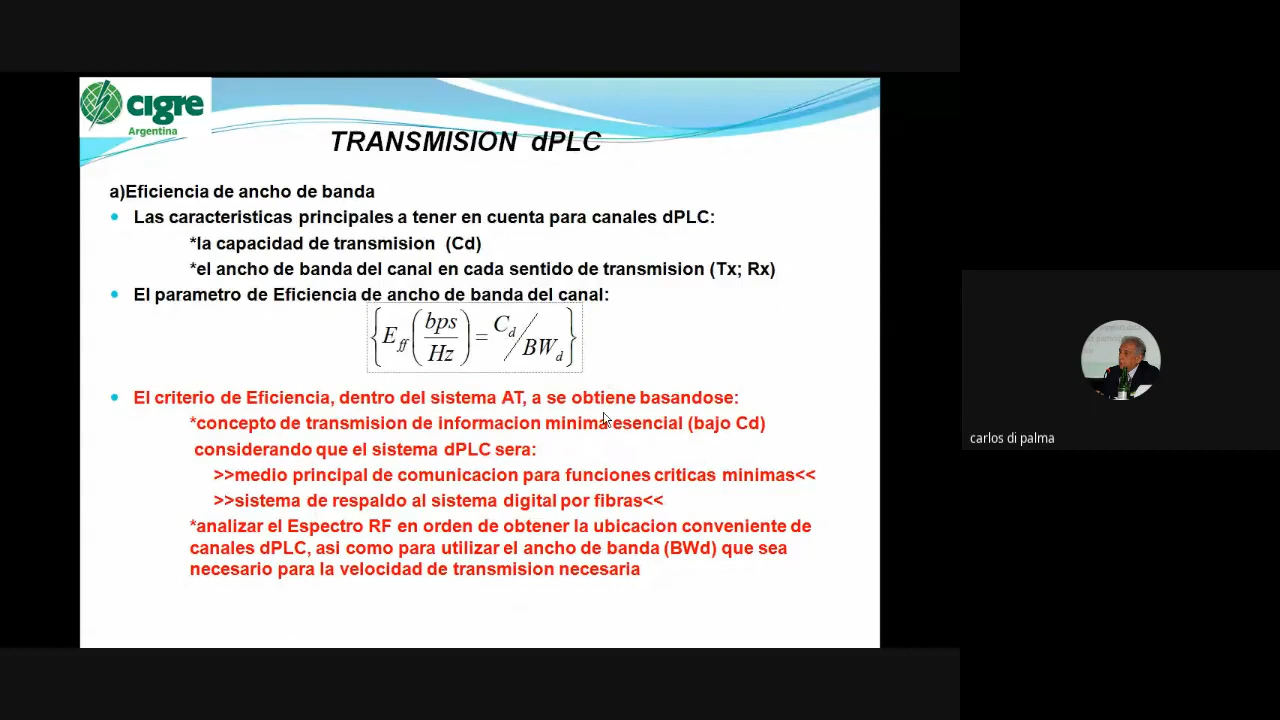 cigre
Argentina
TRANSMISION dPLC
a)Eficiencia de ancho de banda
• Las caracteristicas principales a tener en cuenta para canales dPLC:
*la capacidad de transmision (Cd)
*el ancho de banda del canal en cada sentido de transmision (Tx; Rx)
• El parametro de Eficiencia de ancho de banda del canal:
{E_ff (bps/Hz) = C_d/BW_d}
• El criterio de Eficiencia, dentro del sistema AT, a se obtiene basandose:
*concepto de transmision de informacion minima esencial (bajo Cd)
considerando que el sistema dPLC sera:
>>medio principal de comunicacion para funciones criticas minimas<<
>>sistema de respaldo al sistema digital por fibras<<
*analizar el Espectro RF en orden de obtener la ubicacion conveniente de
canales dPLC, asi como para utilizar el ancho de banda (BWd) que sea
necesario para la velocidad de transmision necesaria
carlos di palma